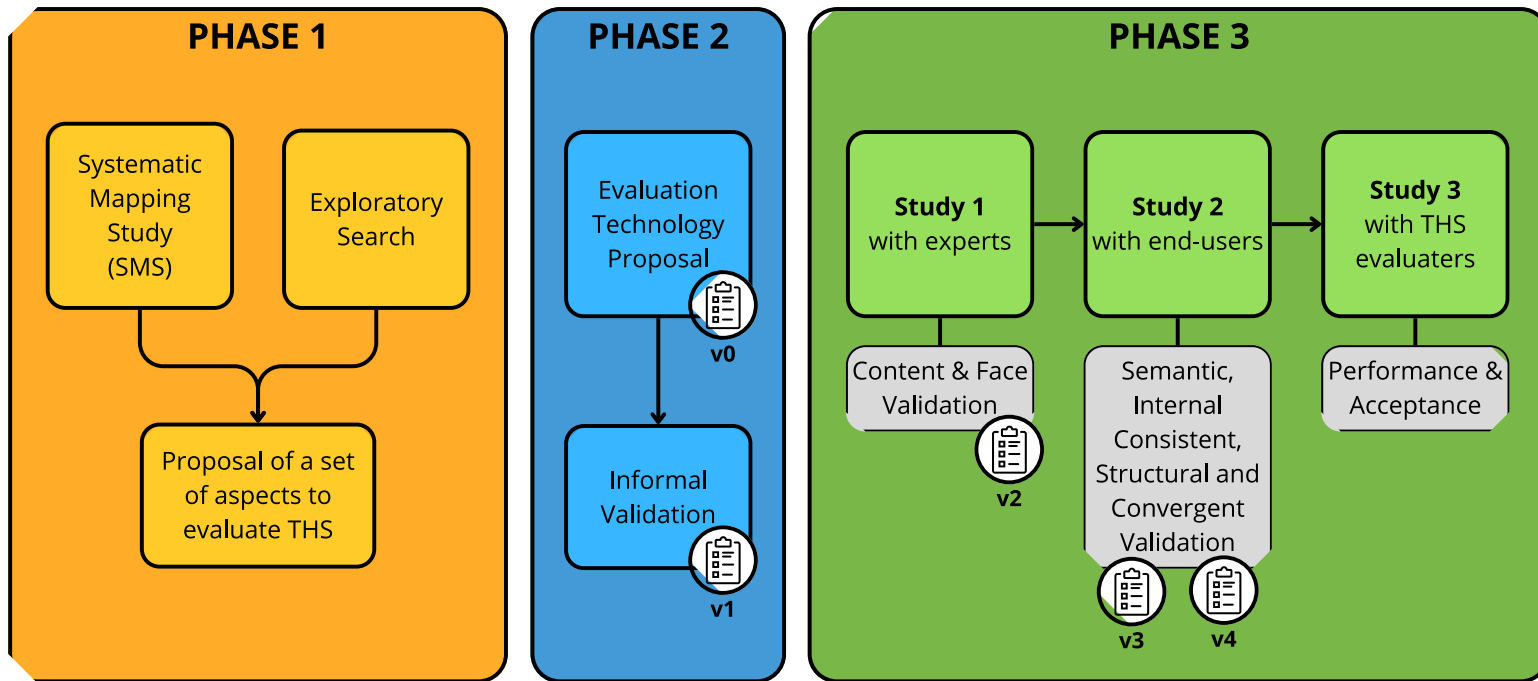 PHASE 1
Systematic
Mapping
Study
(SMS)
Exploratory
Search
Proposal of a set
of aspects to
evaluate THS
PHASE 2
Evaluation
Technology
Proposal
v0
Informal
Validation
v1
PHASE 3
Study 1
with experts
Content & Face
Validation
v2
Study 2
with end-users
Semantic,
Internal
Consistent,
Structural and
Convergent
Validation
v3
v4
Study 3
with THS
evaluaters
Performance &
Acceptance